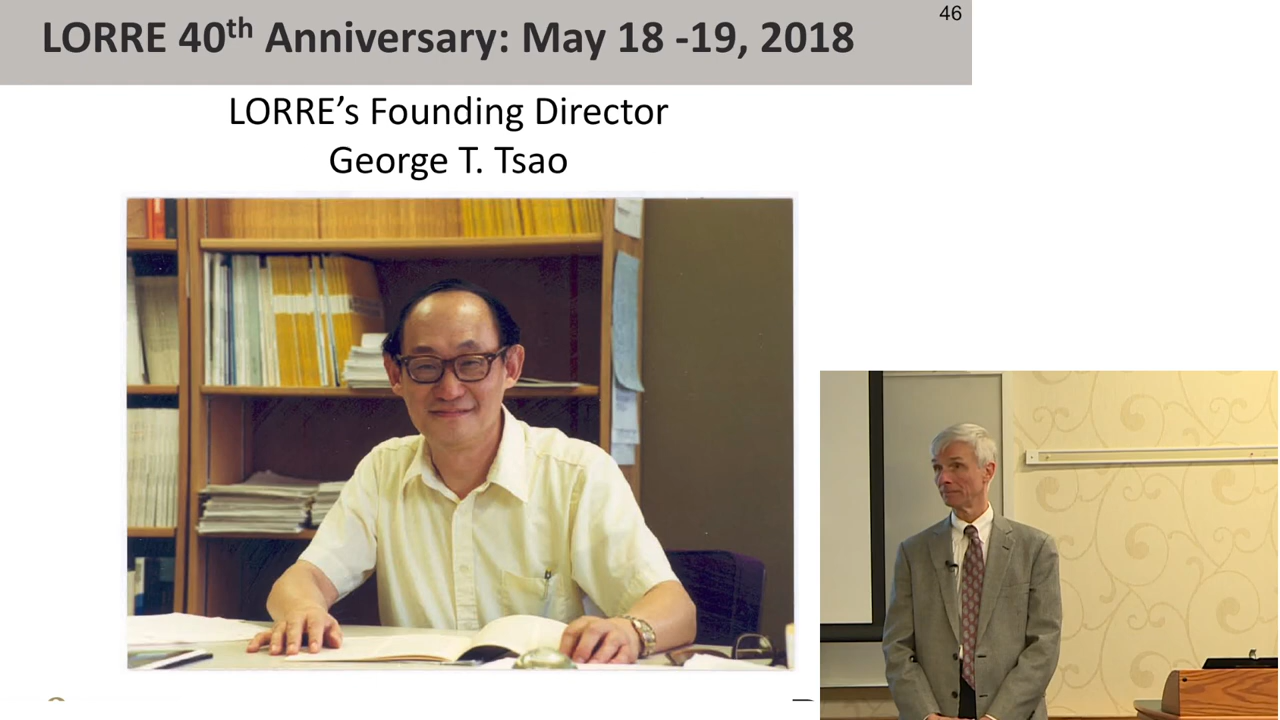 LORRE 40th Anniversary: May 18 -19, 2018
46
LORRE's Founding Director
George T. Tsao